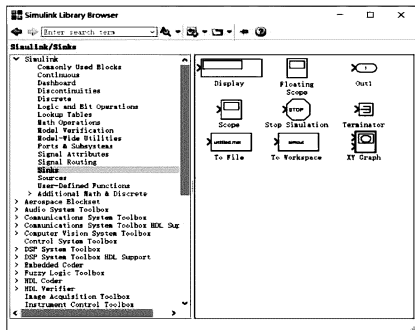 Simulink Library Browser
Enter search term
Simulink/Sinks
Simulink
Commonly Used Blocks
Continuous
Dashboard
Discontinuities
Discrete
Logic and Bit Operations
Lookup Tables
Math Operations
Model Verification
Model-Wide Utilities
Ports & Subsystems
Signal Attributes
Signal Routing
Sinks
Sources
User-Defined Functions
Additional Math & Discrete
Aerospace Blockset
Audio System Toolbox
Communications System Toolbox
Communications System Toolbox HDL Sup
Computer Vision System Toolbox
Control System Toolbox
DSP System Toolbox
DSP System Toolbox HDL Support
Embedded Coder
Fuzzy Logic Toolbox
HDL Coder
HDL Verifier
Image Acquisition Toolbox
Instrument Control Toolbox
Display
Floating Scope
1
Out1
Scope
STOP
Stop Simulation
Terminator
untitled.mat
To File
simout
To Workspace
XY Graph